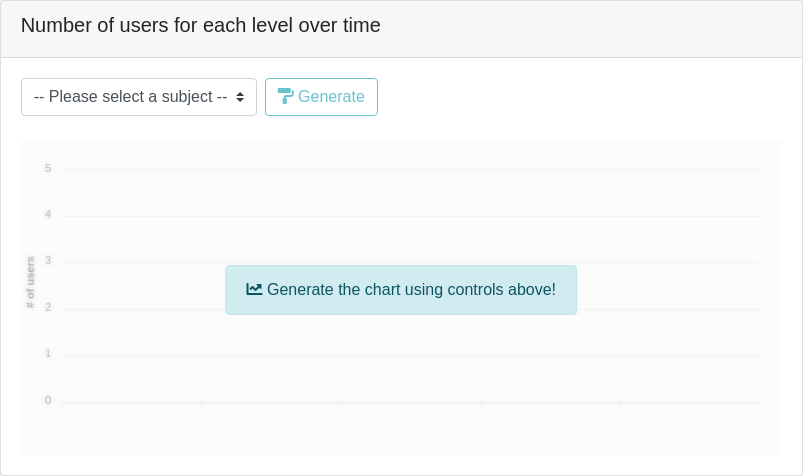 Number of users for each level over time
-- Please select a subject -- Generate
5
4
3
2
1
0
# of users
Generate the chart using controls above!